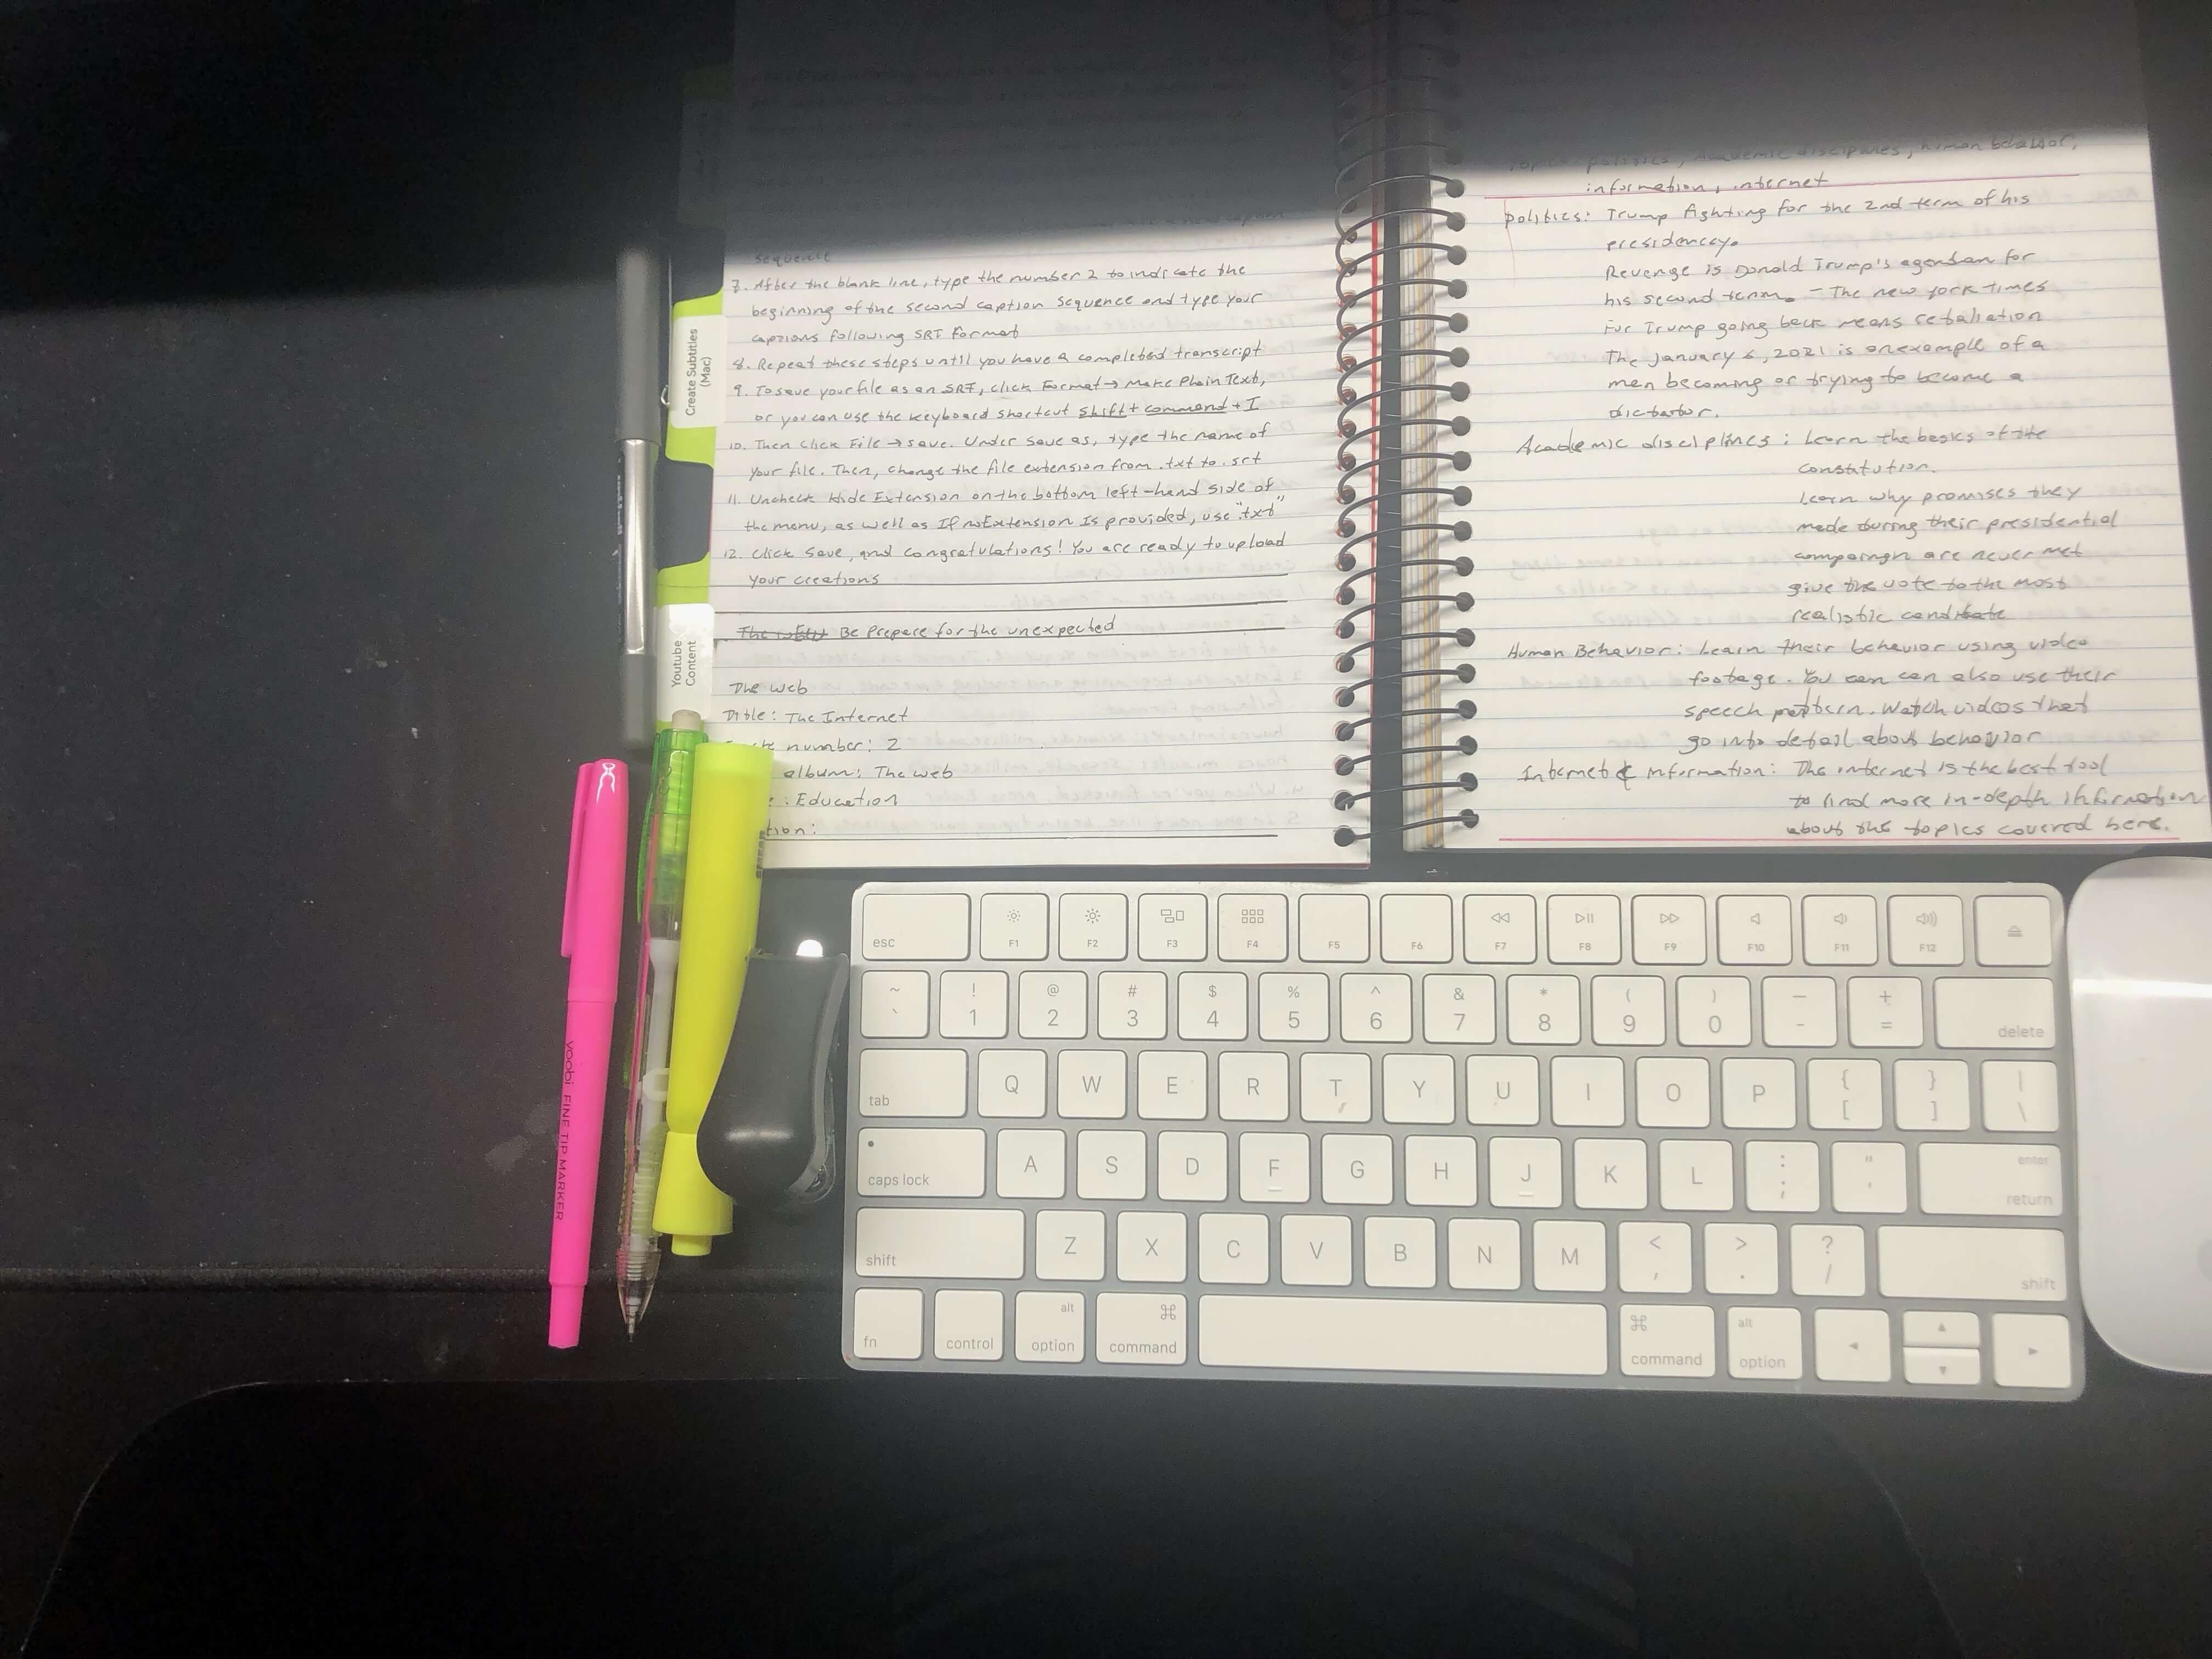 sequence
7. After the blank line, type the number 2 to indicate the
beginning of the second caption sequence and type your
captions following SRT format
8. Repeat these steps until you have a completed transcript
9. To save your file as an SRT, click Format → Make Plain Text,
or you can use the keyboard shortcut Shift + command + I
10. Then click File → save. Under save as, type the name of
your file. Then, change the file extension from .txt to .srt
11. Uncheck Hide Extension on the bottom left-hand side of
the menu, as well as If no Extension Is provided, use ".txt"
12. Click Save, and congratulations! You are ready to upload
your creations
Be prepare for the unexpected
The web
Title: The Internet
number: 2
album: The web
: Education
tion:
Create Subtitles
(Mac)
Youtube
Content
Topics: politics, Academic disciplines, human behavior,
information, internet
politics: Trump fighting for the 2nd term of his
presidenccy.
Revenge is Donald Trump's agendan for
his second term. - The new york times
For Trump going back means retaliation
The january 6, 2021 is an example of a
man becoming or trying to become a
dictator.
Academic disciplines: Learn the basics of the
constitution.
Learn why promises they
made during their presidential
are never met
give the vote to the most
realistic
Human Behavior: Learn their behavior using video
footage. You can can also use their
speech pattern. Watch videos that
go into detail about behavior
Internet & Information: The internet is the best tool
to find more in-depth information
about the topics covered here.
yoobi FINE TIP MARKER
esc F1 F2 F3 F4 F5 F6 F7 F8 F9 F10 F11 F12
~ ! @ # $ % ^ & * ( ) — +
` 1 2 3 4 5 6 7 8 9 0 - = delete
tab Q W E R T Y U I O P { [ } ] | \
caps lock A S D F G H J K L : ; " ' enter return
shift Z X C V B N M < , > . ? / shift
fn control alt option ⌘ command ⌘ command alt option